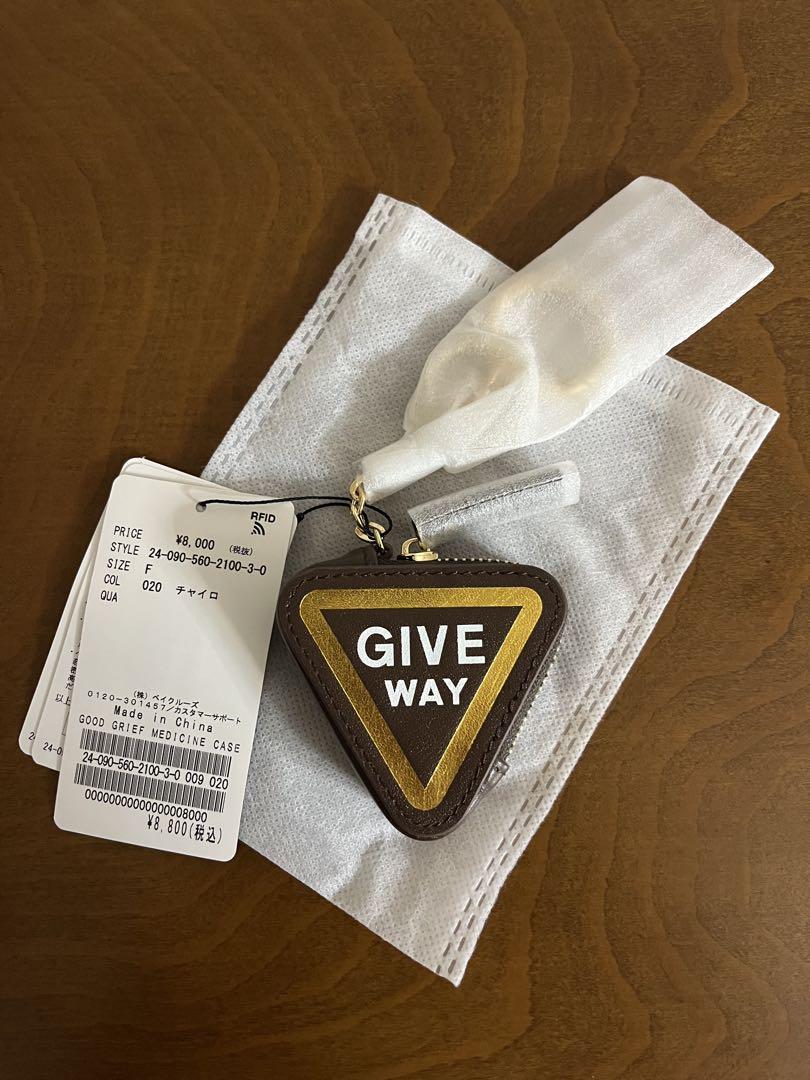 RFID
PRICE ¥8,000 (税抜)
STYLE 24-090-560-2100-3-0
SIZE F
COL 020 チャイロ
QUA
(株) ベイクルーズ
0120-301457/カスタマーサポート
Made in China
GOOD GRIEF MEDICINE CASE
24-090-560-2100-3-0 009 020
0000000000000000008000
¥8,800(税込)
GIVE
WAY